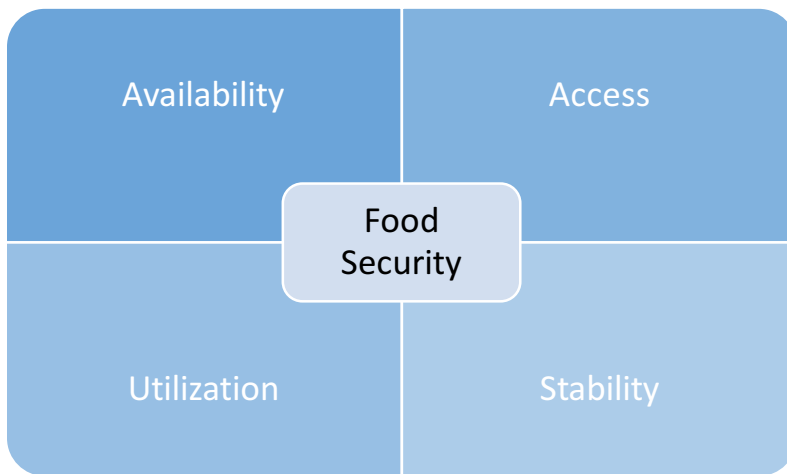 Availability
Access
Food
Security
Utilization
Stability